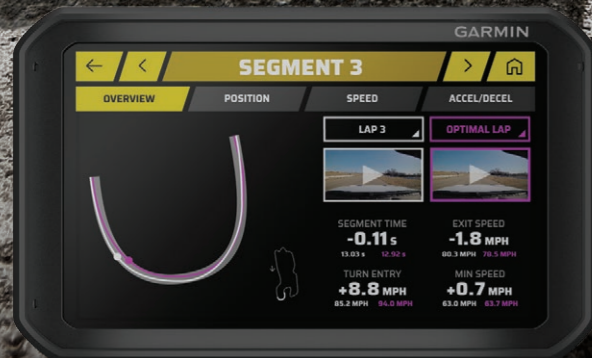 GARMIN
SEGMENT 3
OVERVIEW POSITION SPEED ACCEL/DECEL
LAP 3 OPTIMAL LAP
SEGMENT TIME EXIT SPEED
-0.11 s -1.8 MPH
13.03 s 12.92 s 80.3 MPH 78.5 MPH
TURN ENTRY MIN SPEED
+8.8 MPH +0.7 MPH
85.2 MPH 94.0 MPH 63.0 MPH 63.7 MPH